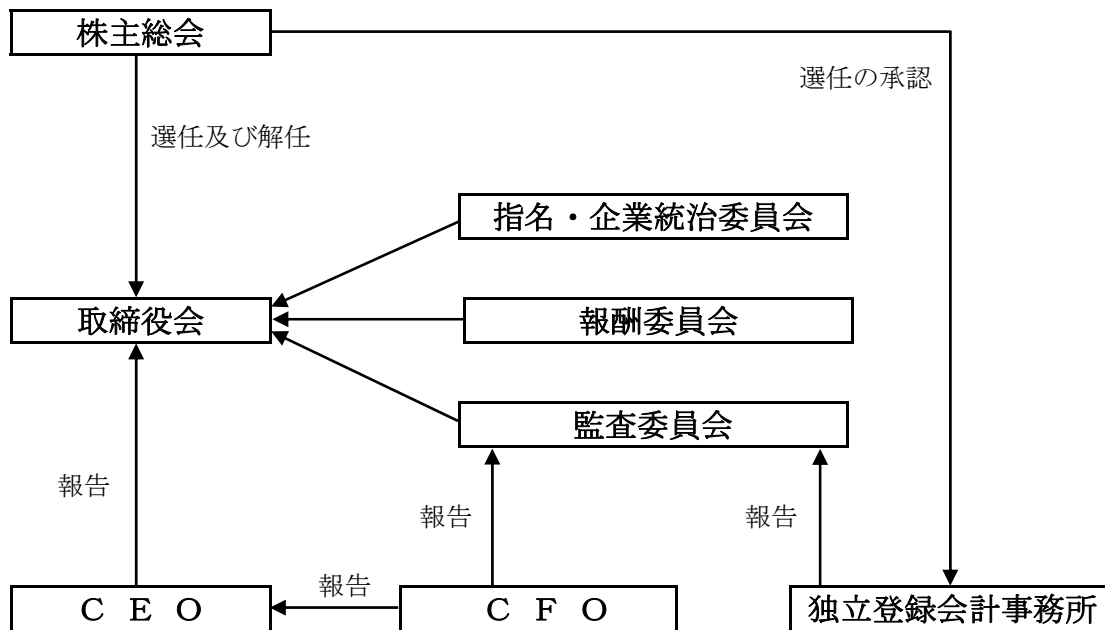 株主総会
選任の承認
選任及び解任
指名・企業統治委員会
取締役会
報酬委員会
監査委員会
報告
報告
報告
報告
ＣＥＯ
ＣＦＯ
独立登録会計事務所